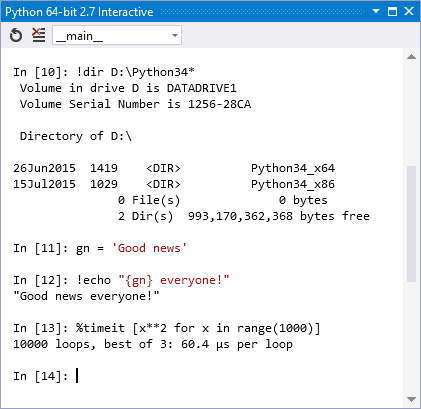 Python 64-bit 2.7 Interactive
__main__
In [10]: !dir D:\Python34*
Volume in drive D is DATADRIVE1
Volume Serial Number is 1256-28CA
Directory of D:\
26Jun2015  1419    <DIR>          Python34_x64
15Jul2015  1029    <DIR>          Python34_x86
0 File(s)              0 bytes
2 Dir(s)  993,170,362,368 bytes free
In [11]: gn = 'Good news'
In [12]: !echo "{gn} everyone!"
"Good news everyone!"
In [13]: %timeit [x**2 for x in range(1000)]
10000 loops, best of 3: 60.4 µs per loop
In [14]: